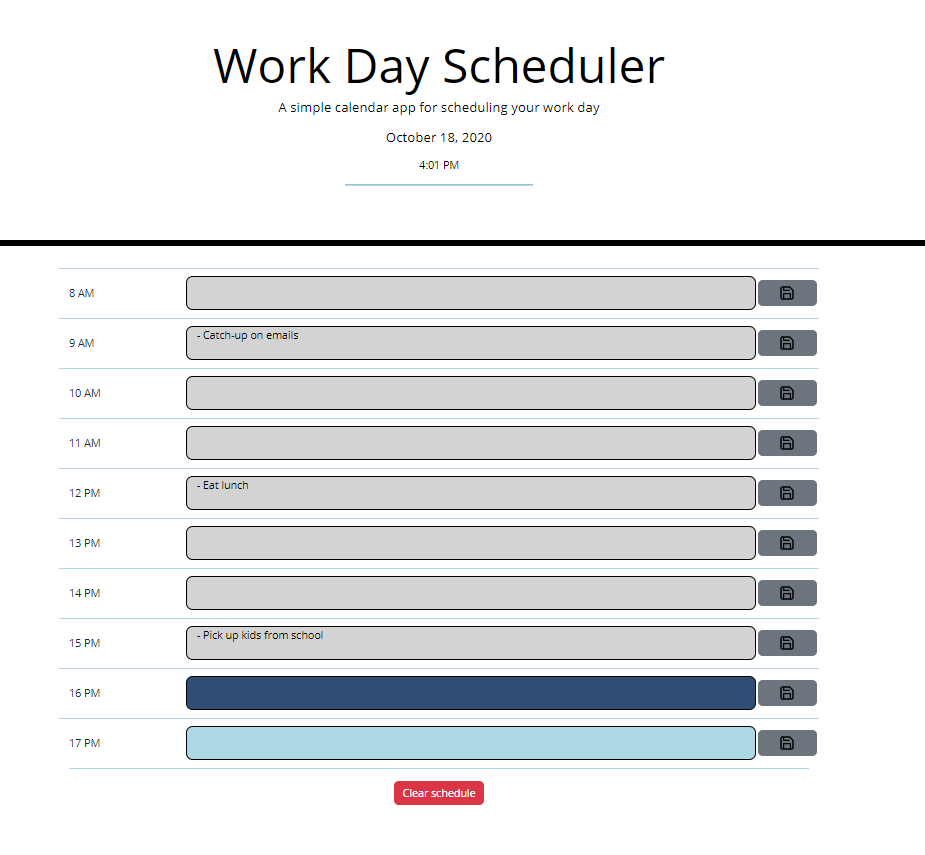 Work Day Scheduler
A simple calendar app for scheduling your work day
October 18, 2020
4:01 PM
8 AM
9 AM - Catch-up on emails
10 AM
11 AM
12 PM - Eat lunch
13 PM
14 PM
15 PM - Pick up kids from school
16 PM
17 PM
Clear schedule